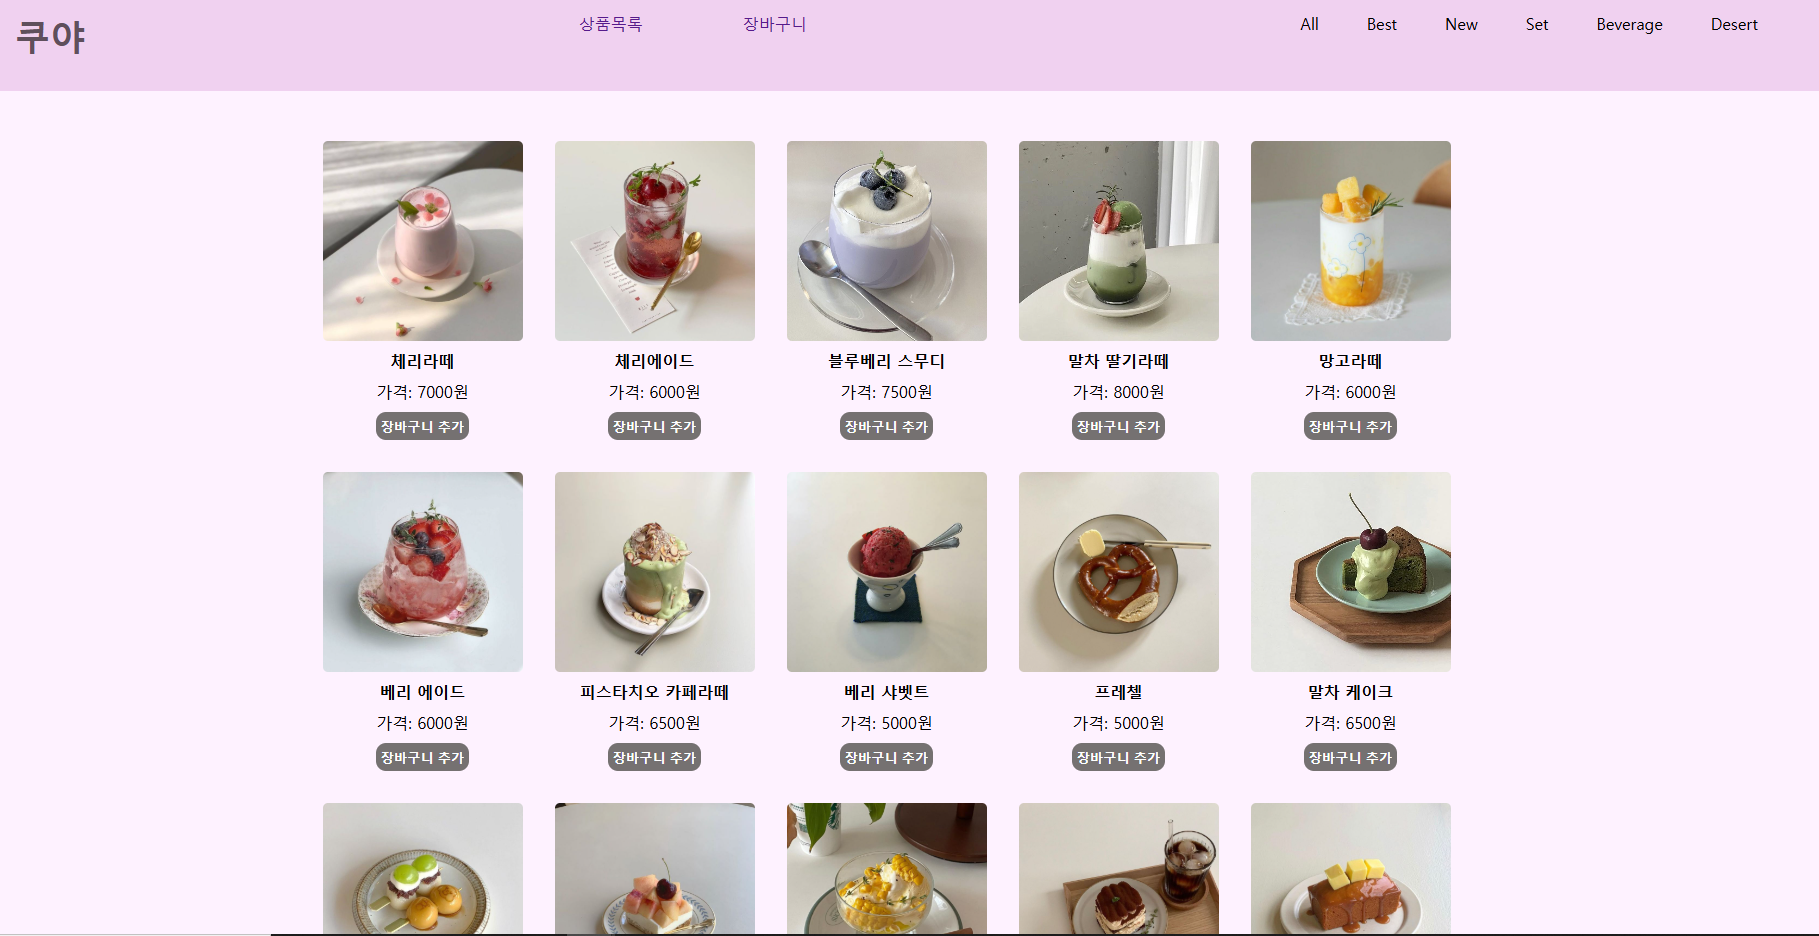 쿠야
상품목록 장바구니
All Best New Set Beverage Desert
체리라떼 체리에이드 블루베리 스무디 말차 딸기라떼 망고라떼
가격: 7000원 가격: 6000원 가격: 7500원 가격: 8000원 가격: 6000원
장바구니 추가 장바구니 추가 장바구니 추가 장바구니 추가 장바구니 추가
베리 에이드 피스타치오 카페라떼 베리 샤벳트 프레첼 말차 케이크
가격: 6000원 가격: 6500원 가격: 5000원 가격: 5000원 가격: 6500원
장바구니 추가 장바구니 추가 장바구니 추가 장바구니 추가 장바구니 추가